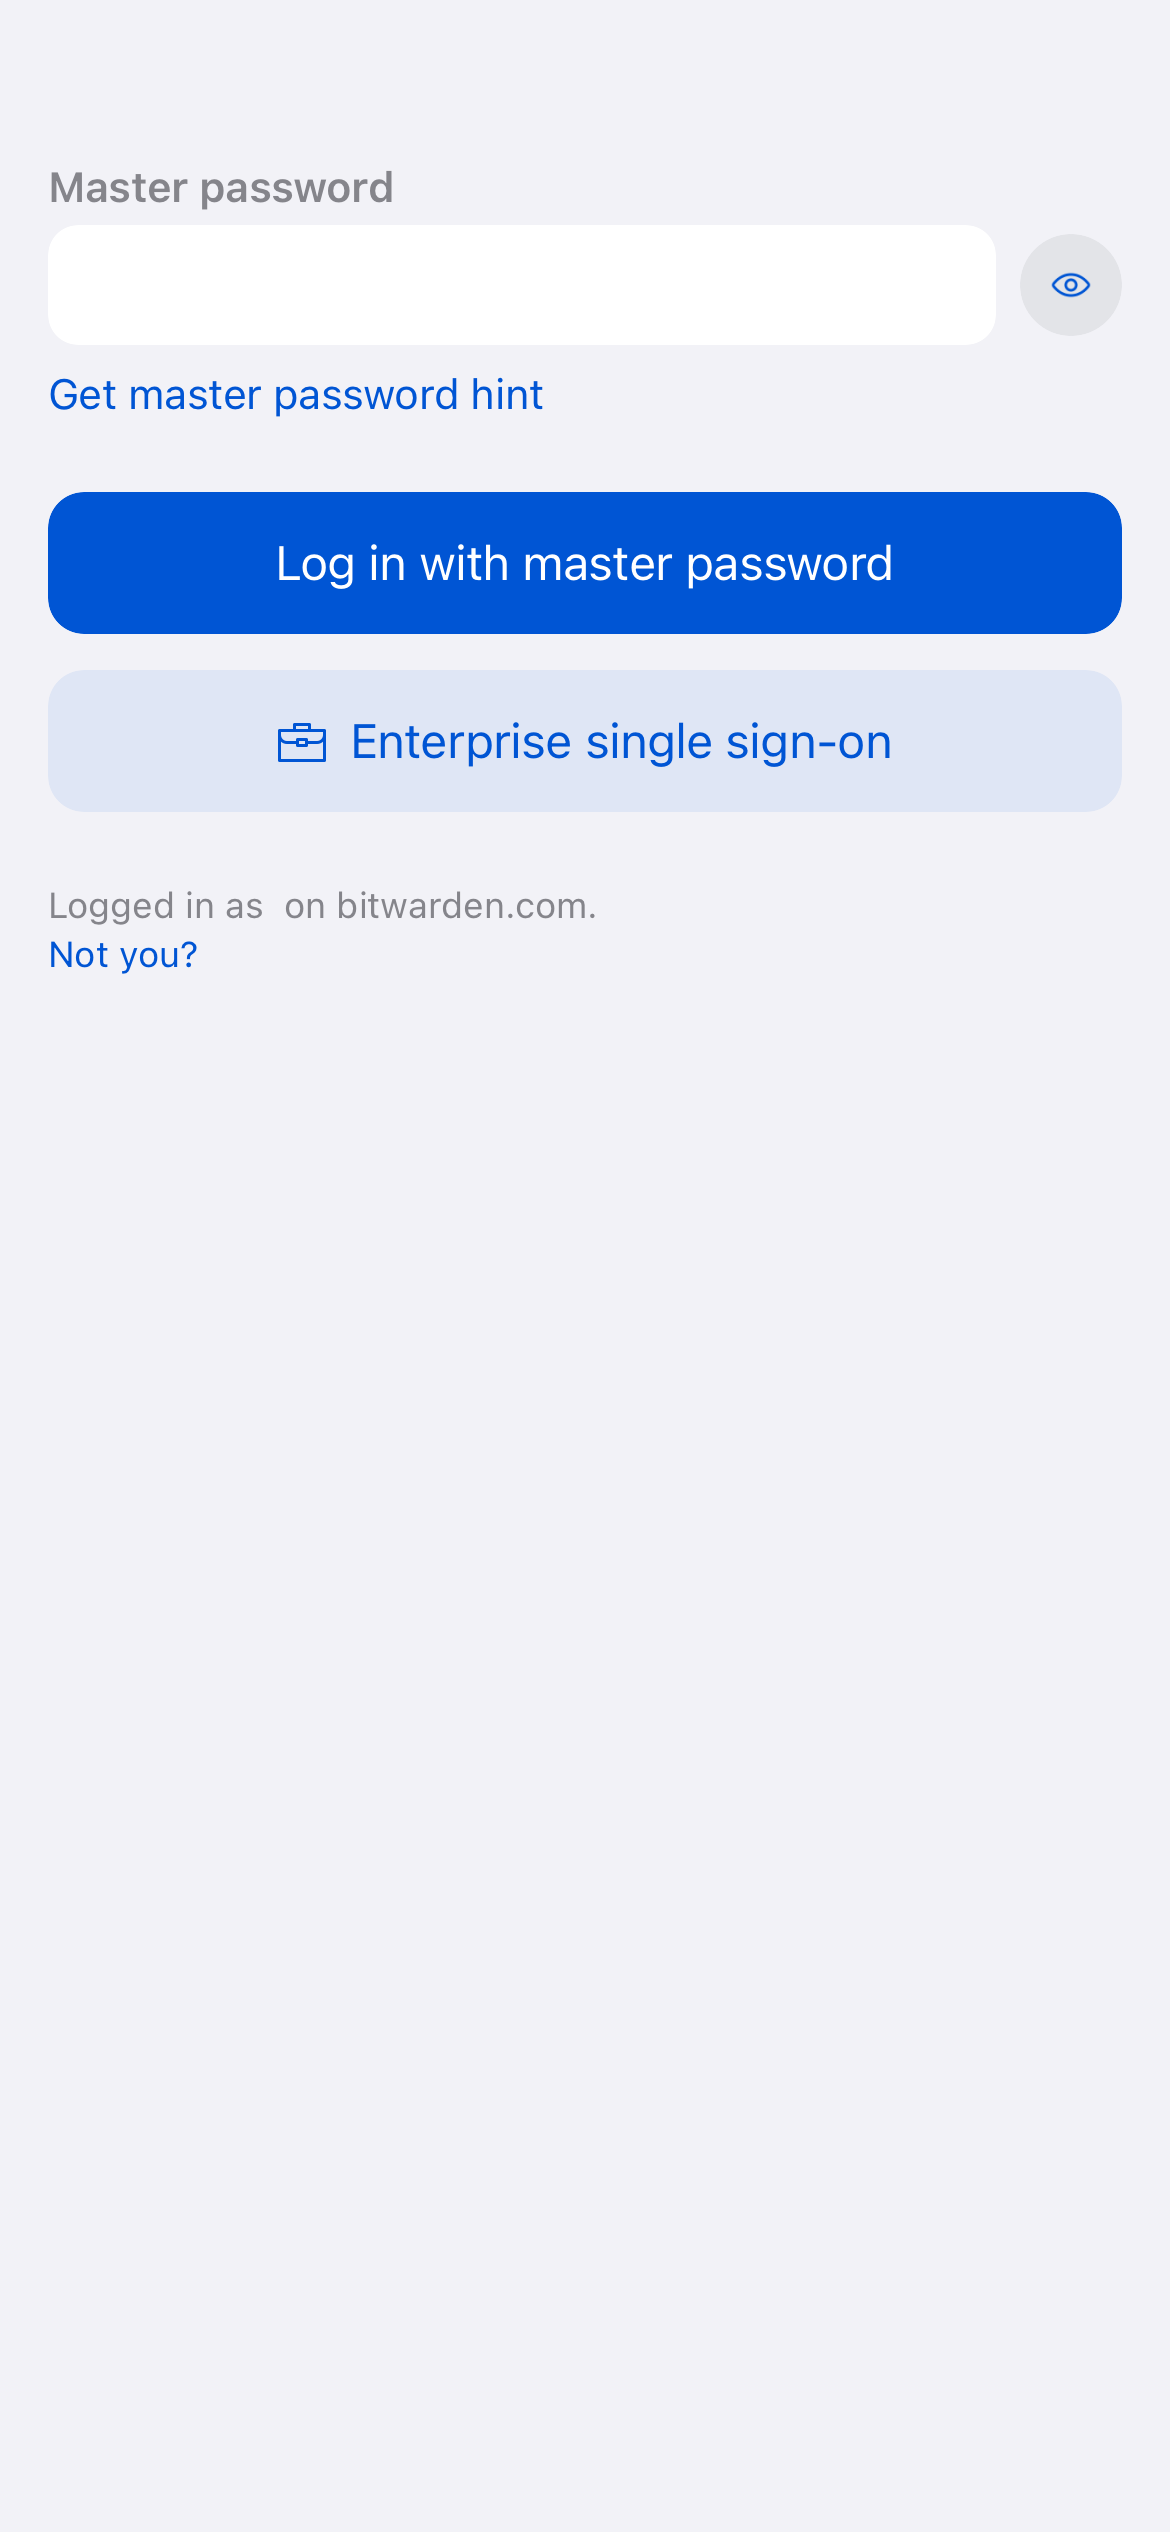 Master password
Get master password hint
Log in with master password
Enterprise single sign-on
Logged in as  on bitwarden.com.
Not you?